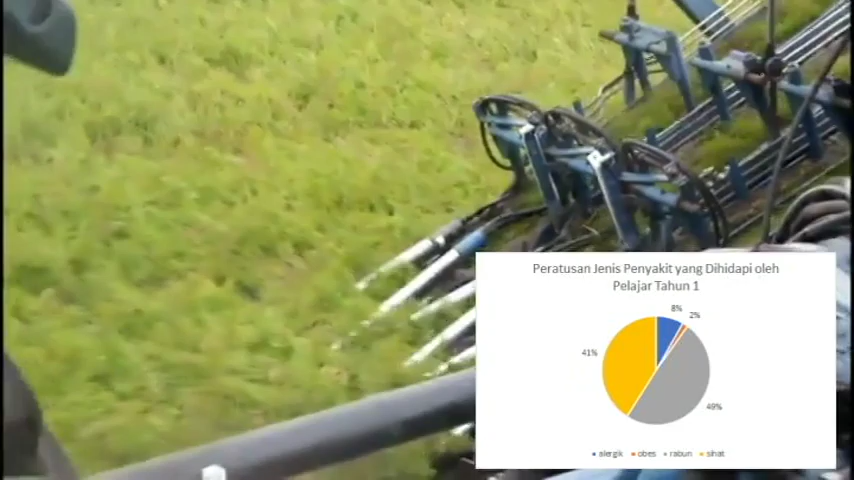 Peratusan Jenis Penyakit yang Dihidapi oleh
Pelajar Tahun 1
8%
2%
41%
49%
alergik obes rabun sihat